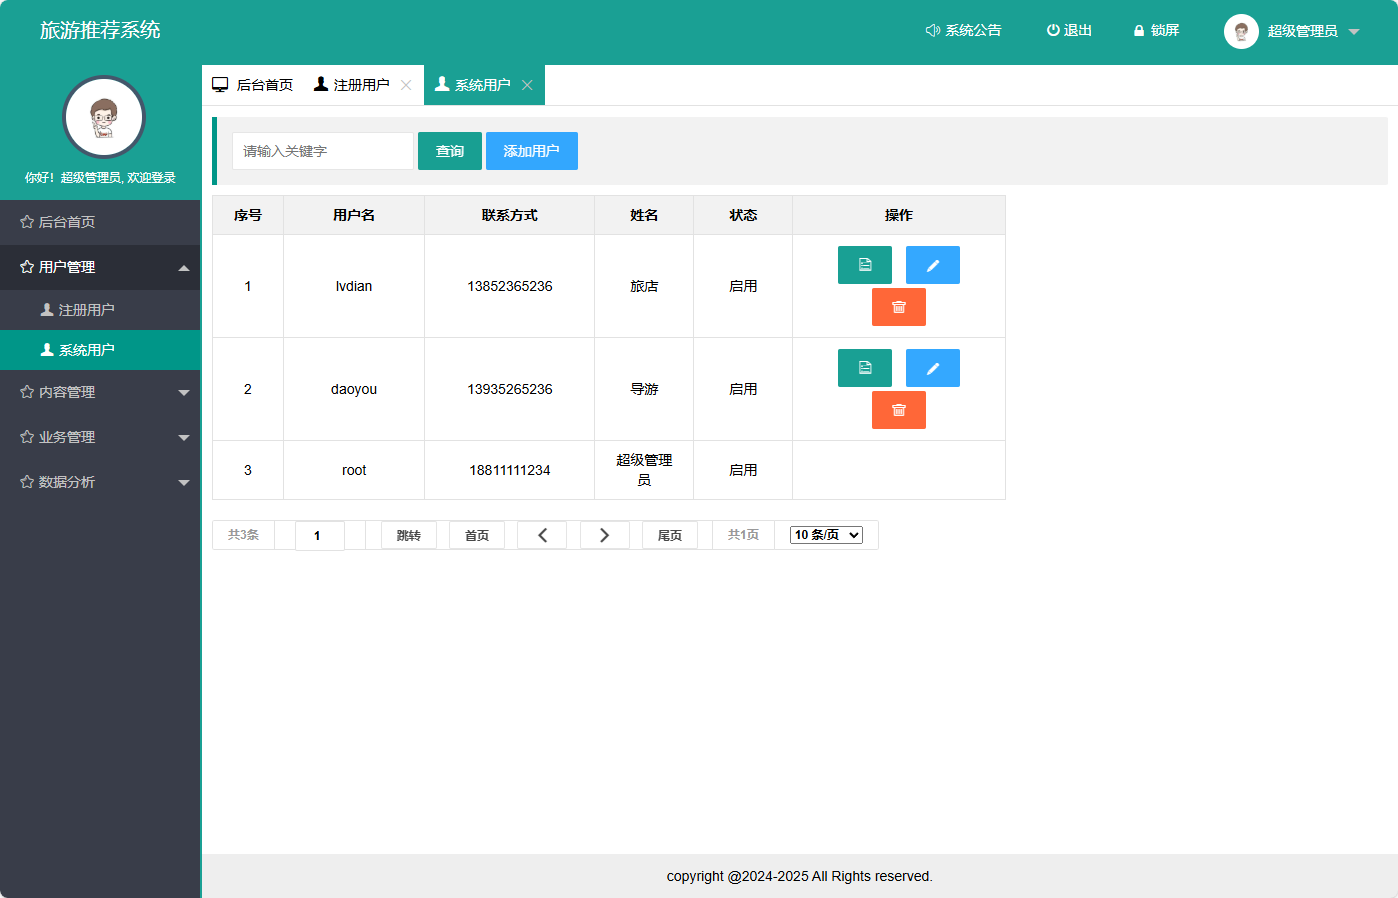 旅游推荐系统
系统公告
退出
锁屏
超级管理员
你好！超级管理员, 欢迎登录
后台首页
用户管理
注册用户
系统用户
内容管理
业务管理
数据分析
后台首页
注册用户
系统用户
请输入关键字
查询
添加用户
序号 用户名 联系方式 姓名 状态 操作
1 lvdian 13852365236 旅店 启用
2 daoyou 13935265236 导游 启用
3 root 18811111234 超级管理员 启用
共3条 1 跳转 首页 尾页 共1页 10 条/页
copyright @2024-2025 All Rights reserved.